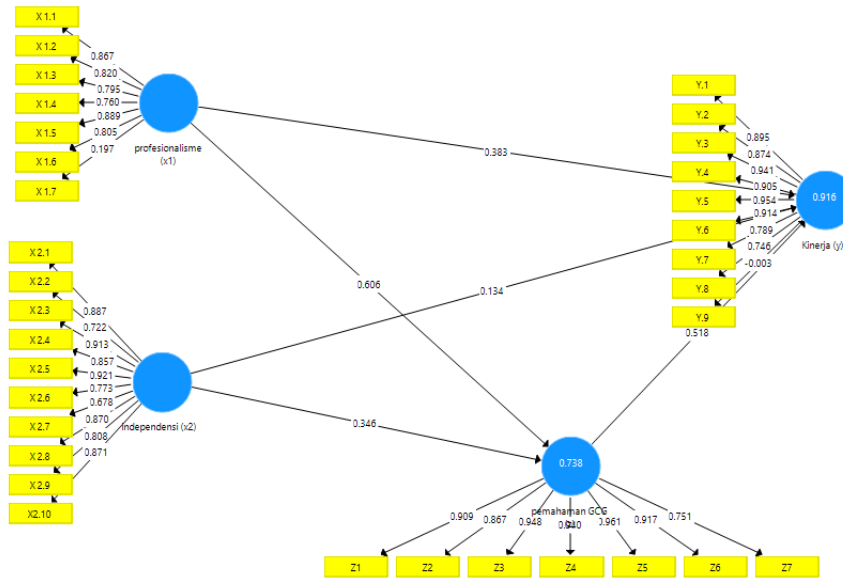 X 1.1
X 1.2
X 1.3
X 1.4
X 1.5
X 1.6
X 1.7
0.867
0.820
0.795
0.760
0.889
0.805
0.197
profesionalisme
(x1)
X 2.1
X 2.2
X 2.3
X 2.4
X 2.5
X 2.6
X 2.7
X 2.8
X 2.9
X2.10
0.887
0.722
0.913
0.857
0.921
0.773
0.678
0.870
0.808
0.871
Independensi (x2)
0.383
0.606
0.134
0.346
0.518
Y.1
Y.2
Y.3
Y.4
Y.5
Y.6
Y.7
Y.8
Y.9
0.895
0.874
0.941
0.905
0.954
0.914
0.789
0.746
-0.003
0.916
Kinerja (y)
0.738
pemahaman GCG
0.909
0.867
0.948
0.940
0.961
0.917
0.751
Z1
Z2
Z3
Z4
Z5
Z6
Z7